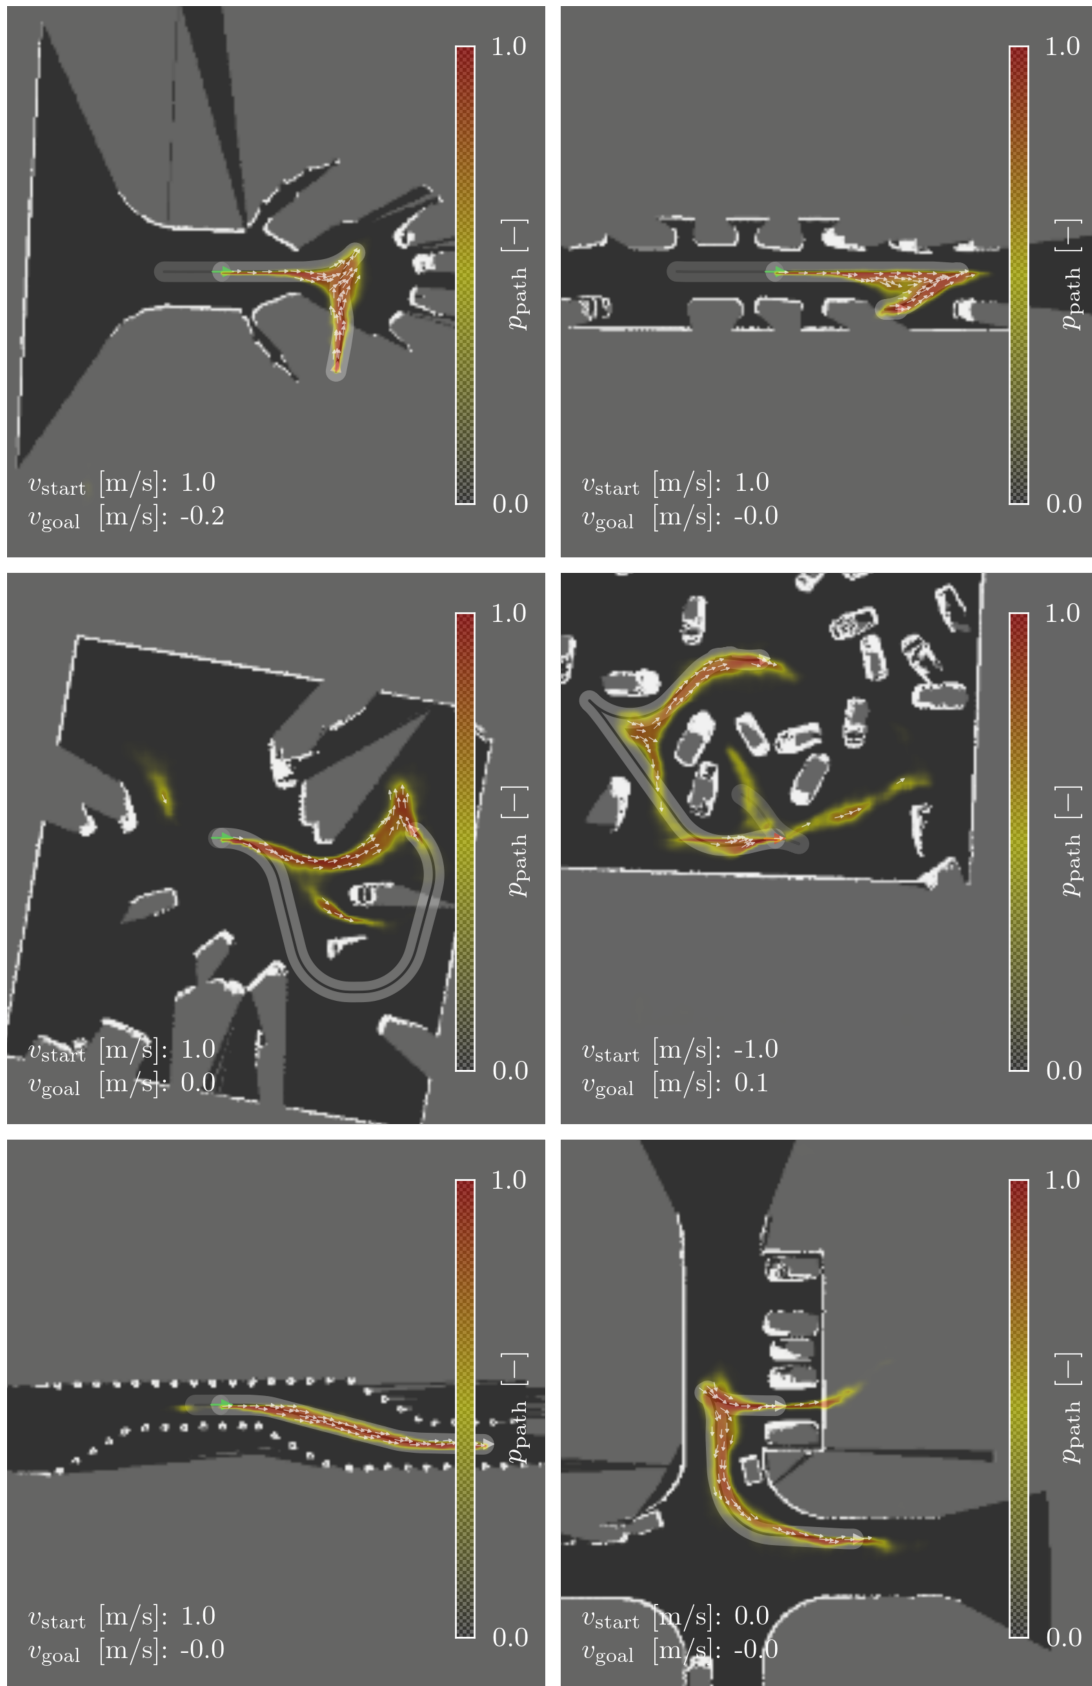 1.0
p_path [−]
0.0
v_start [m/s]: 1.0
v_goal [m/s]: -0.2
1.0
p_path [−]
0.0
v_start [m/s]: 1.0
v_goal [m/s]: -0.0
1.0
p_path [−]
0.0
v_start [m/s]: 1.0
v_goal [m/s]: 0.0
1.0
p_path [−]
0.0
v_start [m/s]: -1.0
v_goal [m/s]: 0.1
1.0
p_path [−]
0.0
v_start [m/s]: 1.0
v_goal [m/s]: -0.0
1.0
p_path [−]
0.0
v_start [m/s]: 0.0
v_goal [m/s]: -0.0